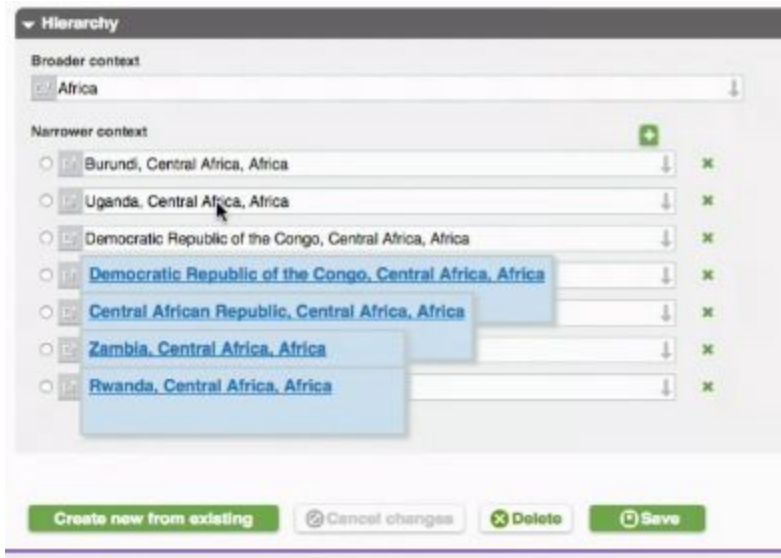 Hierarchy
Broader context
Africa
Narrower context
Burundi, Central Africa, Africa
Uganda, Central Africa, Africa
Democratic Republic of the Congo, Central Africa, Africa
Democratic Republic of the Congo, Central Africa, Africa
Central African Republic, Central Africa, Africa
Zambia, Central Africa, Africa
Rwanda, Central Africa, Africa
Create new from existing Cancel changes Delete Save